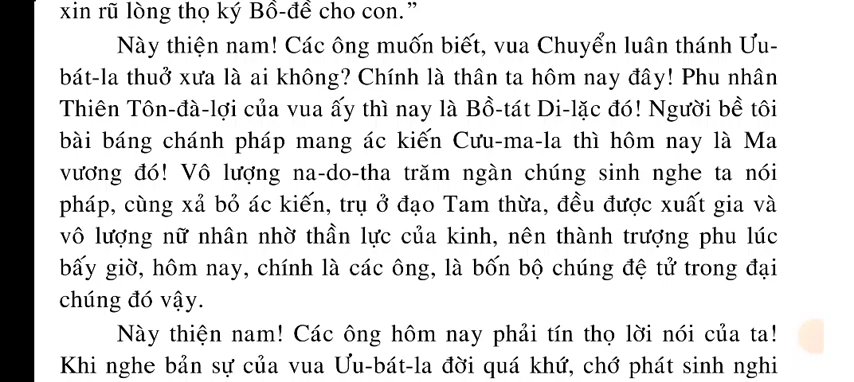 xin rũ lòng thọ ký Bồ-đề cho con.”
Này thiện nam! Các ông muốn biết, vua Chuyển luân thánh Ưu-
bát-la thuở xưa là ai không? Chính là thân ta hôm nay đây! Phu nhân
Thiên Tôn-đà-lợi của vua ấy thì nay là Bồ-tát Di-lặc đó! Người bề tôi
bài báng chánh pháp mang ác kiến Cưu-ma-la thì hôm nay là Ma
vương đó! Vô lượng na-do-tha trăm ngàn chúng sinh nghe ta nói
pháp, cùng xả bỏ ác kiến, trụ ở đạo Tam thừa, đều được xuất gia và
vô lượng nữ nhân nhờ thần lực của kinh, nên thành trượng phu lúc
bấy giờ, hôm nay, chính là các ông, là bốn bộ chúng đệ tử trong đại
chúng đó vậy.
Này thiện nam! Các ông hôm nay phải tín thọ lời nói của ta!
Khi nghe bản sự của vua Ưu-bát-la đời quá khứ, chớ phát sinh nghi